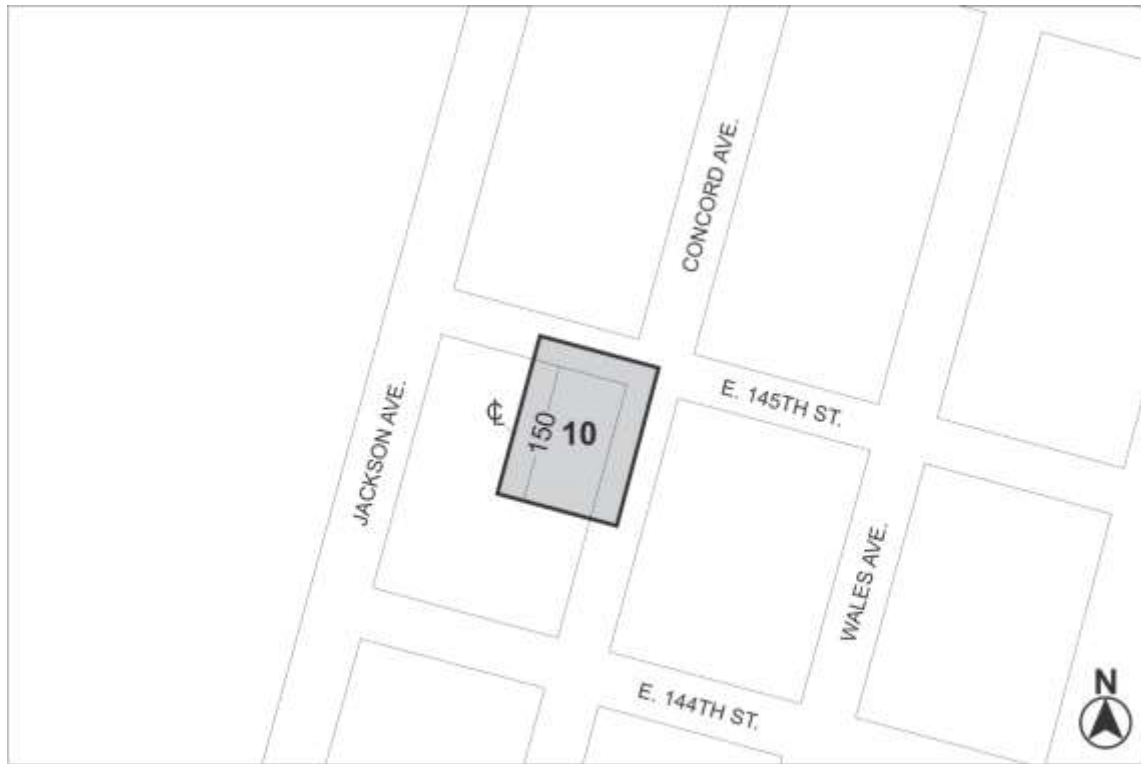 CONCORD AVE.
JACKSON AVE.
℄
150
10
E. 145TH ST.
WALES AVE.
E. 144TH ST.
N